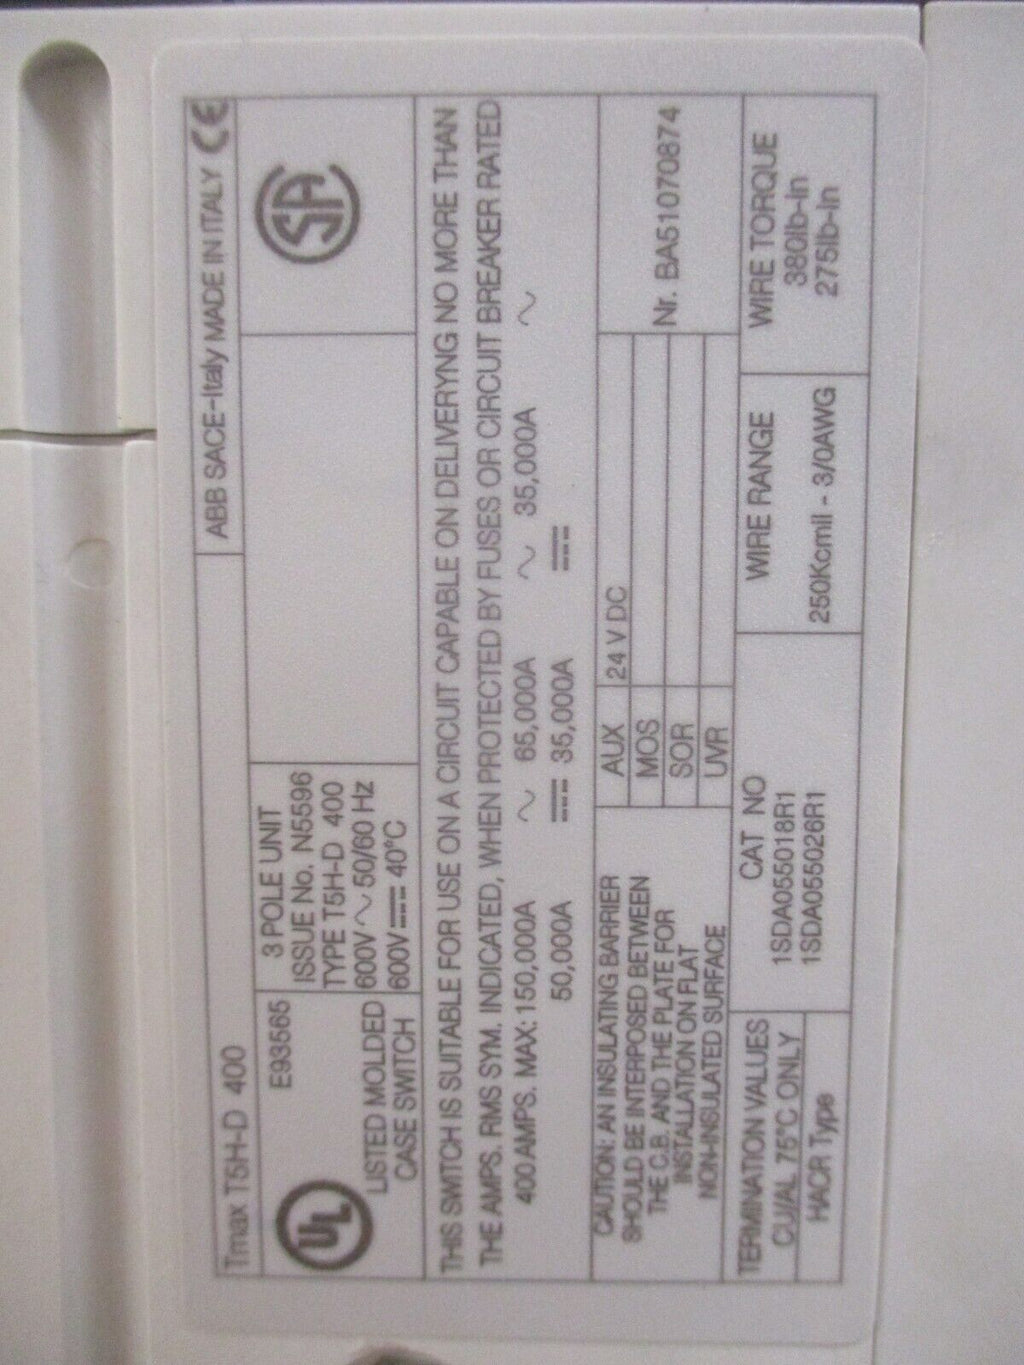 Tmax T5H-D 400
ABB SACE-Italy MADE IN ITALY CE
UL
E93565
LISTED MOLDED
CASE SWITCH
3 POLE UNIT
ISSUE No. N5596
TYPE T5H-D 400
600V ~ 50/60 Hz
600V ⎓ 40°C
SA
THIS SWITCH IS SUITABLE FOR USE ON A CIRCUIT CAPABLE ON DELIVERYNG NO MORE THAN
THE AMPS. RMS SYM. INDICATED, WHEN PROTECTED BY FUSES OR CIRCUIT BREAKER RATED
400 AMPS. MAX: 150,000A ~ 65,000A ~ 35,000A ~
50,000A ⎓ 35,000A ⎓
CAUTION: AN INSULATING BARRIER
SHOULD BE INTERPOSED BETWEEN
THE C.B. AND THE PLATE FOR
INSTALLATION ON FLAT
NON-INSULATED SURFACE
AUX 24 V DC
MOS
SOR
UVR
Nr. BA51070874
TERMINATION VALUES
CU/AL 75°C ONLY
HACR Type
CAT NO
1SDA055018R1
1SDA055026R1
WIRE RANGE
250Kcmil - 3/0AWG
WIRE TORQUE
380lb-in
275lb-in